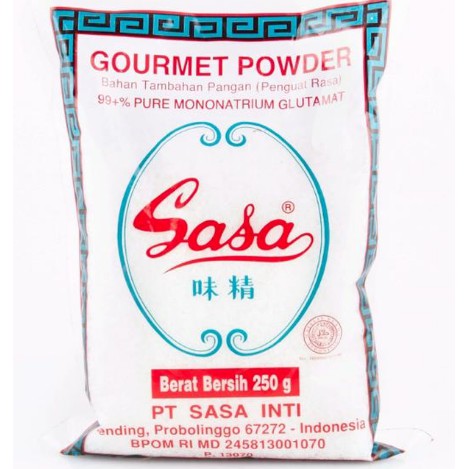 GOURMET POWDER
Bahan Tambahan Pangan (Penguat Rasa)
99+% PURE MONONATRIUM GLUTAMAT
Sasa®
味精
Berat Bersih 250 g
PT SASA INTI
ending, Probolinggo 67272 - Indonesia
BPOM RI MD 245813001070